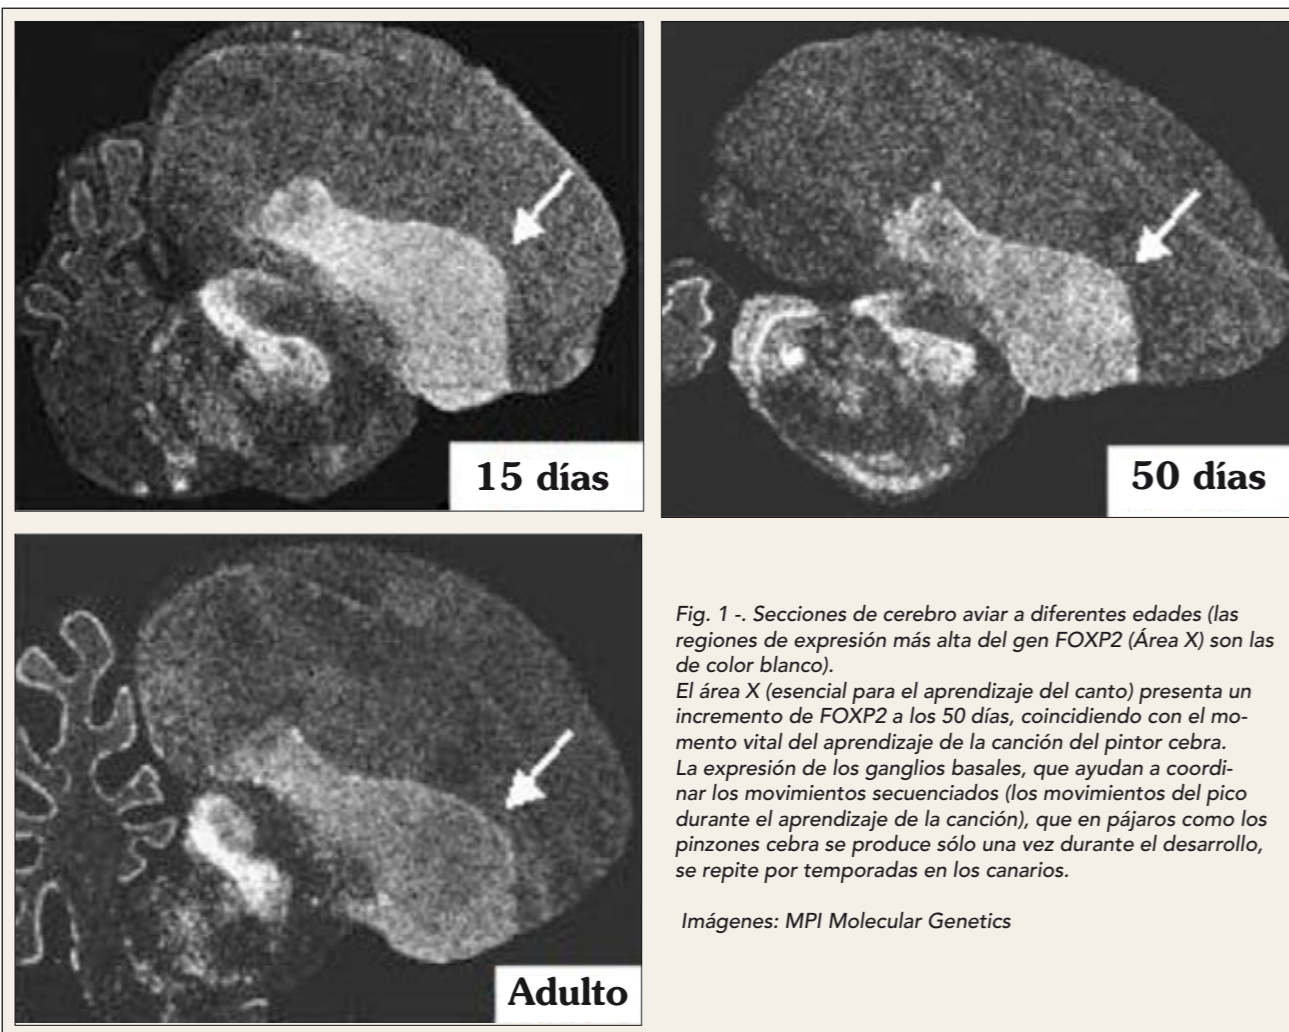 15 días
50 días
Adulto
Fig. 1 -. Secciones de cerebro aviar a diferentes edades (las
regiones de expresión más alta del gen FOXP2 (Área X) son las
de color blanco).
El área X (esencial para el aprendizaje del canto) presenta un
incremento de FOXP2 a los 50 días, coincidiendo con el mo-
mento vital del aprendizaje de la canción del pintor cebra.
La expresión de los ganglios basales, que ayudan a coordi-
nar los movimientos secuenciados (los movimientos del pico
durante el aprendizaje de la canción), que en pájaros como los
pinzones cebra se produce sólo una vez durante el desarrollo,
se repite por temporadas en los canarios.
Imágenes: MPI Molecular Genetics